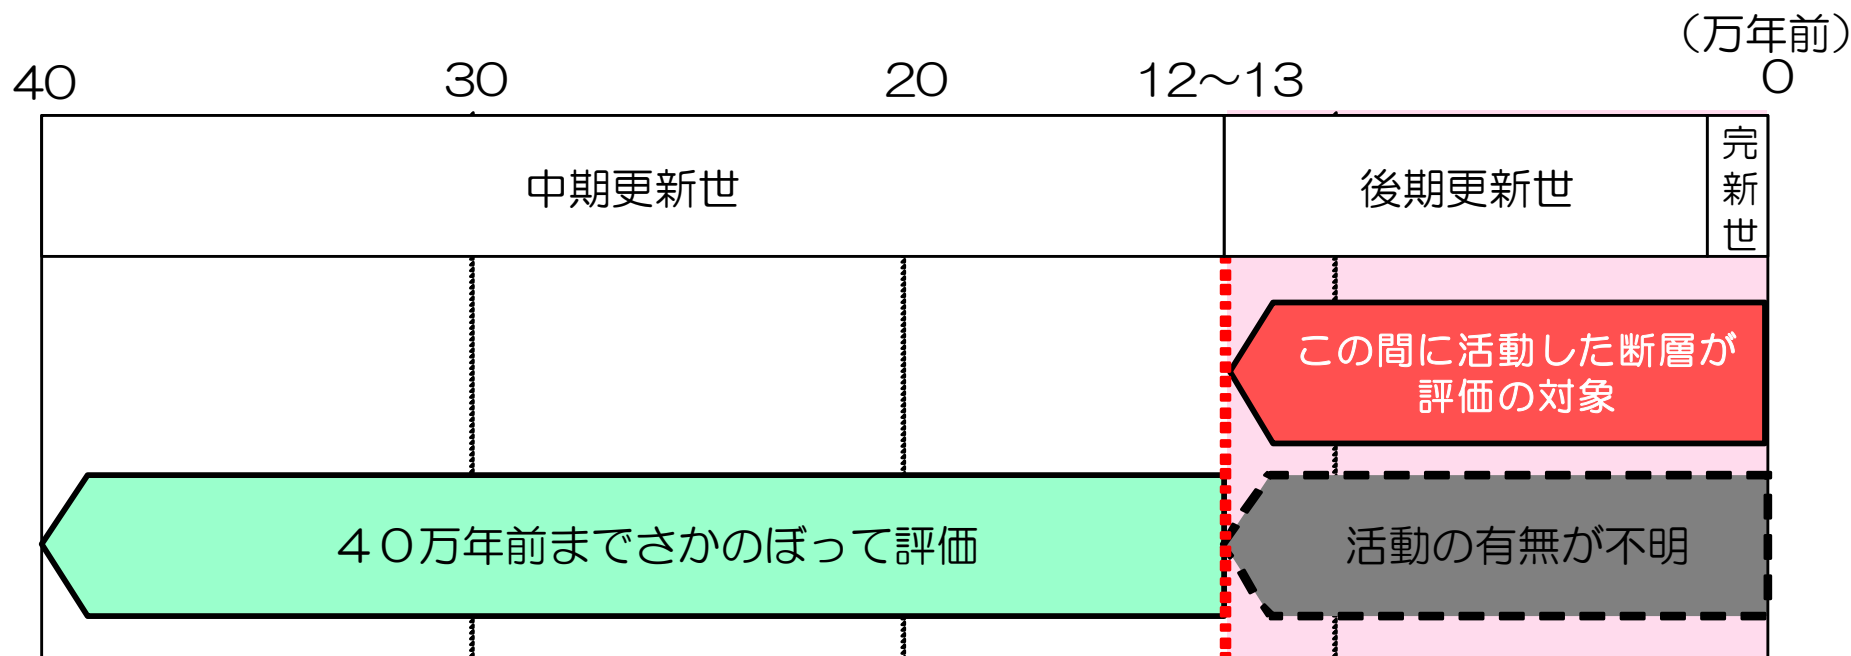 （万年前）
40 30 20 12～13 0
中期更新世 後期更新世 完新世
この間に活動した断層が
評価の対象
４０万年前までさかのぼって評価 活動の有無が不明